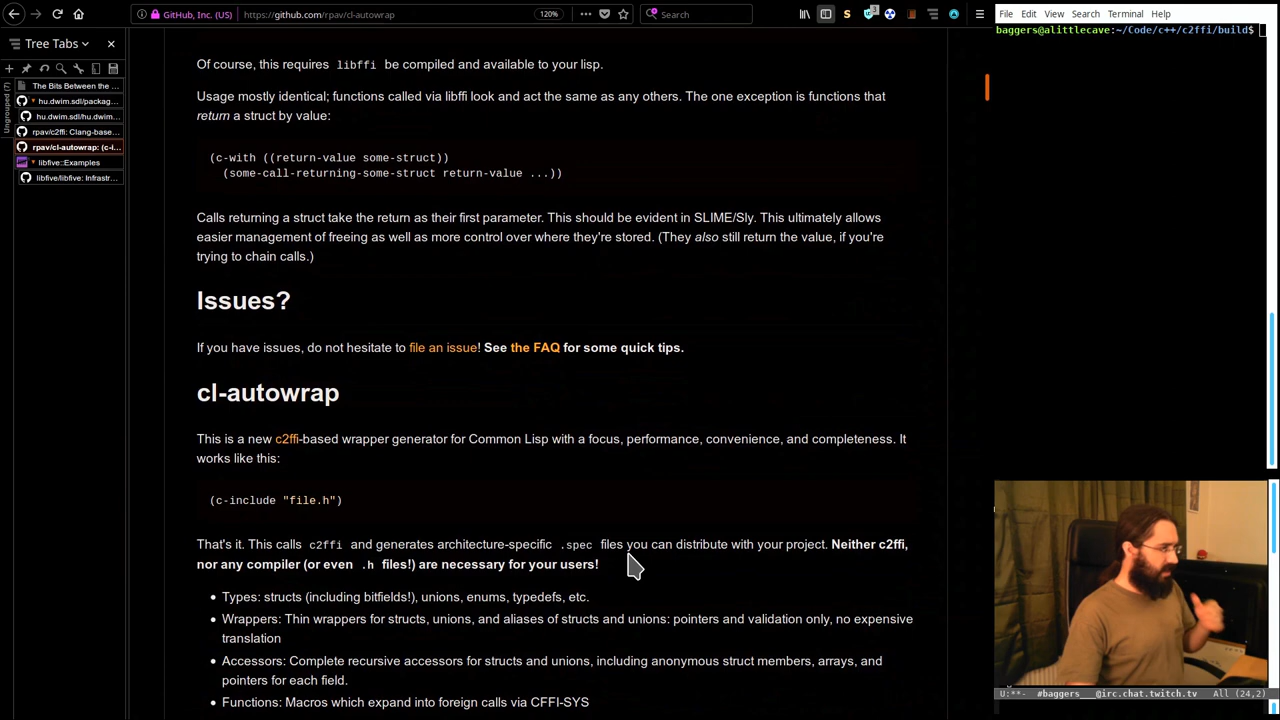 GitHub, Inc. (US)
https://github.com/rpav/cl-autowrap
120%
Search
File Edit View Search Terminal Help
baggers@alittlecave:~/Code/c++/c2ffi/build$
Tree Tabs
Ungrouped (7)
The Bits Between the ...
hu.dwim.sdl/packag...
hu.dwim.sdl/hu.dwim...
rpav/c2ffi: Clang-base...
rpav/cl-autowrap: (c-i...
libfive::Examples
libfive/libfive: Infrastr...
Of course, this requires libffi be compiled and available to your lisp.
Usage mostly identical; functions called via libffi look and act the same as any others. The one exception is functions that
return a struct by value:
(c-with ((return-value some-struct))
(some-call-returning-some-struct return-value ...))
Calls returning a struct take the return as their first parameter. This should be evident in SLIME/Sly. This ultimately allows
easier management of freeing as well as more control over where they're stored. (They also still return the value, if you're
trying to chain calls.)
Issues?
If you have issues, do not hesitate to file an issue! See the FAQ for some quick tips.
cl-autowrap
This is a new c2ffi-based wrapper generator for Common Lisp with a focus, performance, convenience, and completeness. It
works like this:
(c-include "file.h")
That's it. This calls c2ffi and generates architecture-specific .spec files you can distribute with your project. Neither c2ffi,
nor any compiler (or even .h files!) are necessary for your users!
Types: structs (including bitfields!), unions, enums, typedefs, etc.
Wrappers: Thin wrappers for structs, unions, and aliases of structs and unions: pointers and validation only, no expensive
translation
Accessors: Complete recursive accessors for structs and unions, including anonymous struct members, arrays, and
pointers for each field.
Functions: Macros which expand into foreign calls via CFFI-SYS
U:**- #baggers___@irc.chat.twitch.tv All (24,2)